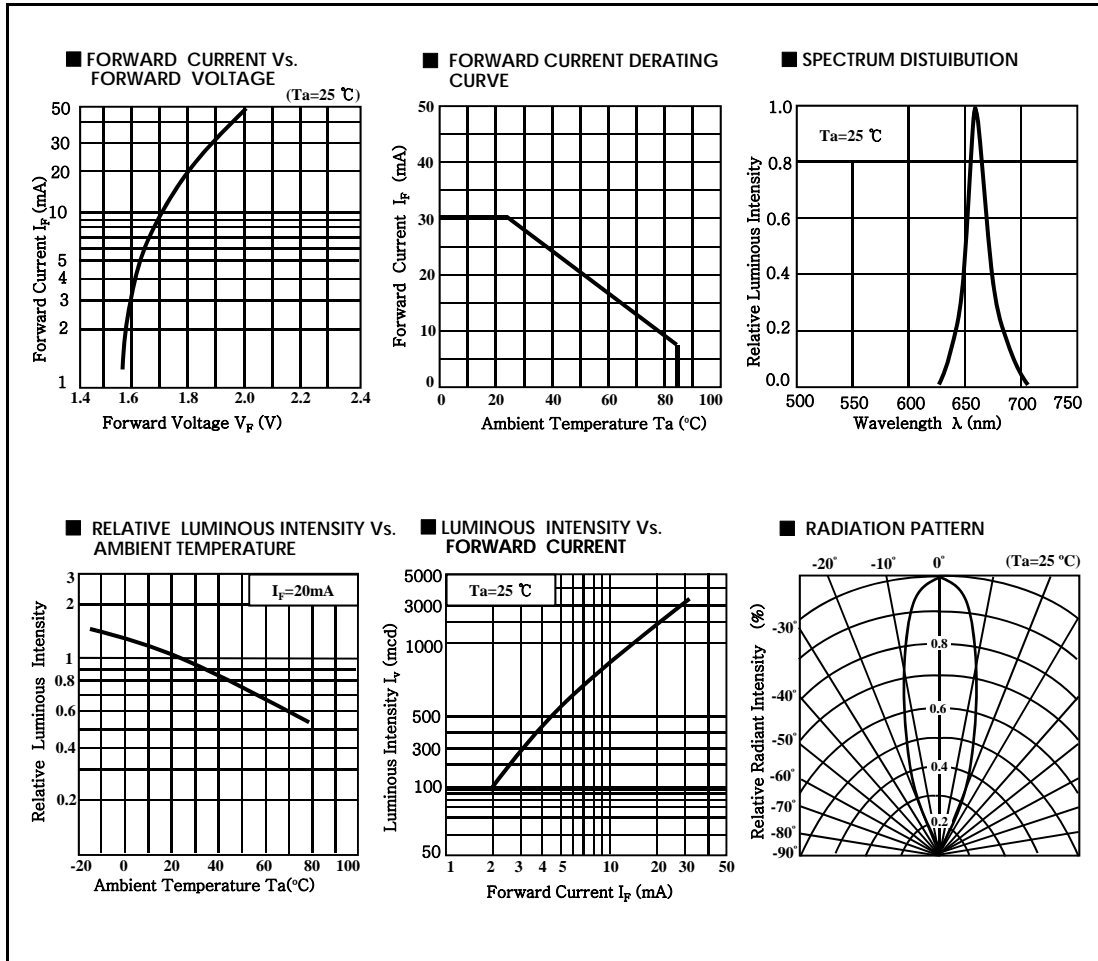 ■ FORWARD CURRENT Vs.
FORWARD VOLTAGE
(Ta=25 ℃)
50
30
20
10
5
4
3
2
1
1.4 1.6 1.8 2.0 2.2 2.4
Forward Current I_F (mA)
Forward Voltage V_F (V)
■ FORWARD CURRENT DERATING
CURVE
50
40
30
20
10
0
0 20 40 60 80 100
Forward Current I_F (mA)
Ambient Temperature Ta (°C)
■ SPECTRUM DISTUIBUTION
Ta=25 ℃
1.0
0.8
0.6
0.4
0.2
0.0
500 550 600 650 700 750
Relative Luminous Intensity
Wavelength λ (nm)
■ RELATIVE LUMINOUS INTENSITY Vs.
AMBIENT TEMPERATURE
I_F=20mA
3
2
1
0.8
0.6
0.4
0.2
-20 0 20 40 60 80 100
Relative Luminous Intensity
Ambient Temperature Ta(°C)
■ LUMINOUS INTENSITY Vs.
FORWARD CURRENT
Ta=25 ℃
5000
3000
1000
500
300
100
50
1 2 3 4 5 10 20 30 50
Luminous Intensity I_v (mcd)
Forward Current I_F (mA)
■ RADIATION PATTERN
-20° -10° 0° (Ta=25 °C)
-30°
-40°
-50°
-60°
-70°
-80°
-90°
0.8
0.6
0.4
0.2
Relative Radiant Intensity (%)